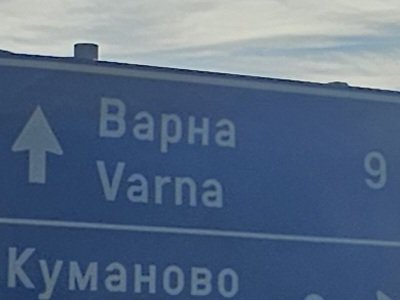 Варна
Varna 9
Куманово